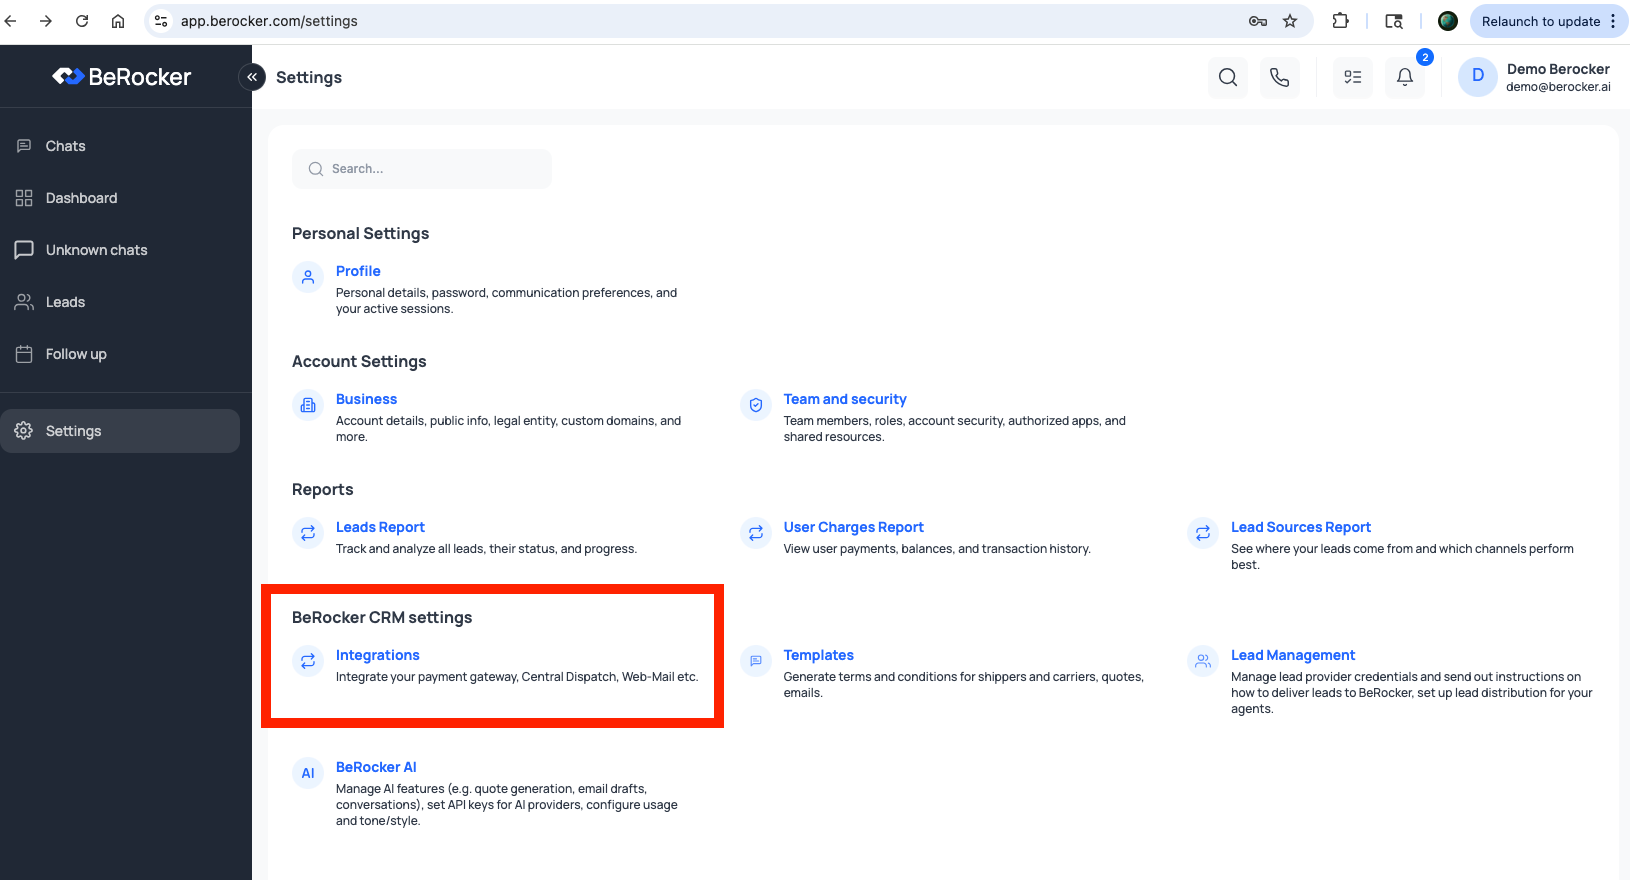 app.berocker.com/settings
Relaunch to update
BeRocker
Settings
2
D
Demo Berocker
demo@berocker.ai
Chats
Dashboard
Unknown chats
Leads
Follow up
Settings
Search...
Personal Settings
Profile
Personal details, password, communication preferences, and
your active sessions.
Account Settings
Business
Account details, public info, legal entity, custom domains, and
more.
Team and security
Team members, roles, account security, authorized apps, and
shared resources.
Reports
Leads Report
Track and analyze all leads, their status, and progress.
User Charges Report
View user payments, balances, and transaction history.
Lead Sources Report
See where your leads come from and which channels perform
best.
BeRocker CRM settings
Integrations
Integrate your payment gateway, Central Dispatch, Web-Mail etc.
Templates
Generate terms and conditions for shippers and carriers, quotes,
emails.
Lead Management
Manage lead provider credentials and send out instructions on
how to deliver leads to BeRocker, set up lead distribution for your
agents.
AI
BeRocker AI
Manage AI features (e.g. quote generation, email drafts,
conversations), set API keys for AI providers, configure usage
and tone/style.